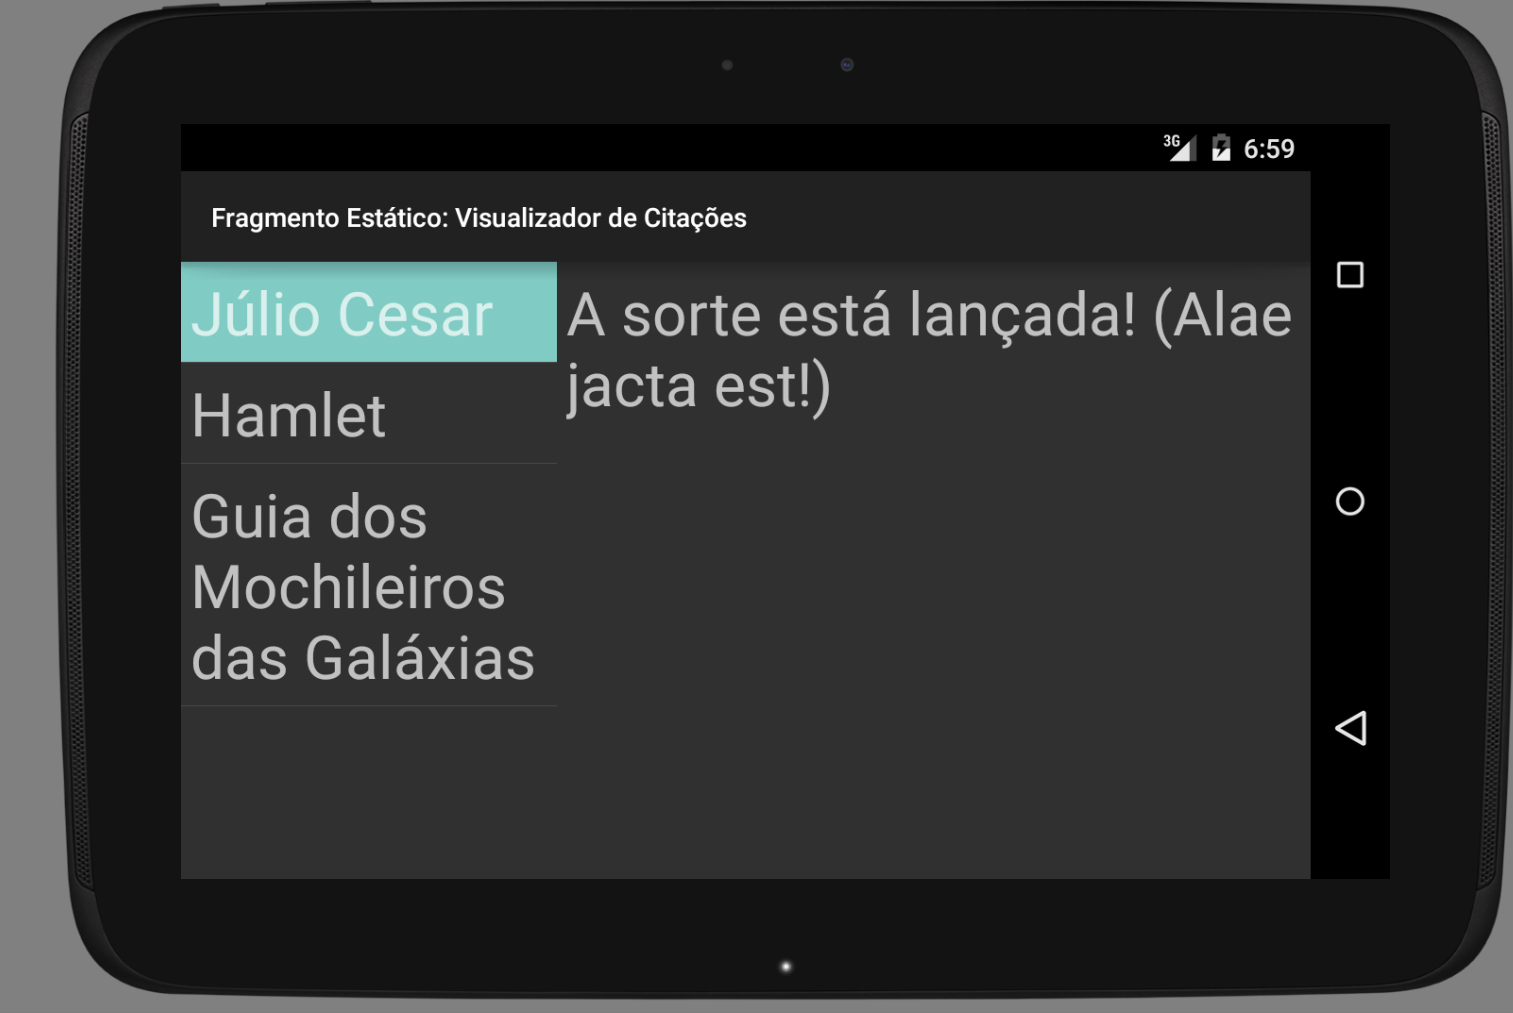 3G 6:59
Fragmento Estático: Visualizador de Citações
Júlio Cesar
Hamlet
Guia dos
Mochileiros
das Galáxias
A sorte está lançada! (Alae
jacta est!)